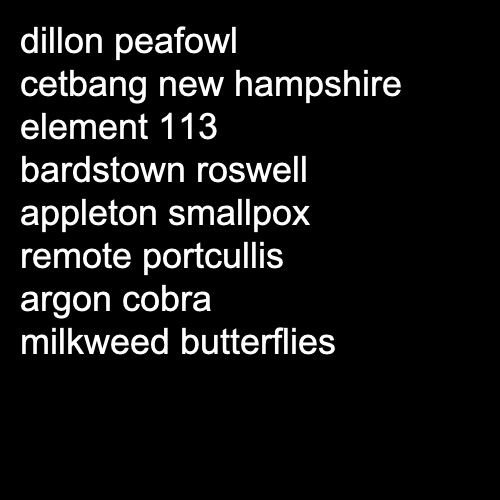 dillon peafowl
cetbang new hampshire
element 113
bardstown roswell
appleton smallpox
remote portcullis
argon cobra
milkweed butterflies